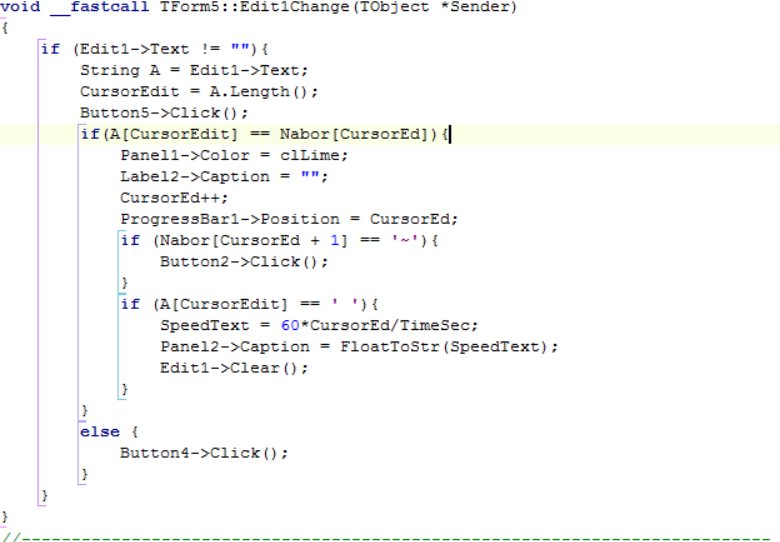 void __fastcall TForm5::Edit1Change(TObject *Sender)
{
if (Edit1->Text != ""){
String A = Edit1->Text;
CursorEdit = A.Length();
Button5->Click();
if(A[CursorEdit] == Nabor[CursorEd]){
Panel1->Color = clLime;
Label2->Caption = "";
CursorEd++;
ProgressBar1->Position = CursorEd;
if (Nabor[CursorEd + 1] == '~'){
Button2->Click();
}
if (A[CursorEdit] == ' '){
SpeedText = 60*CursorEd/TimeSec;
Panel2->Caption = FloatToStr(SpeedText);
Edit1->Clear();
}
}
else {
Button4->Click();
}
}
}
//---------------------------------------------------------------------------